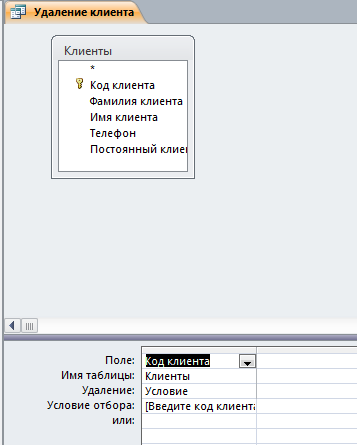 Удаление клиента
Клиенты
*
Код клиента
Фамилия клиента
Имя клиента
Телефон
Постоянный клиен
Поле: Код клиента
Имя таблицы: Клиенты
Удаление: Условие
Условие отбора: [Введите код клиента
или: